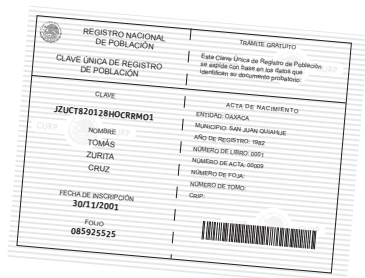 REGISTRO NACIONAL
DE POBLACIÓN
CLAVE ÚNICA DE REGISTRO
DE POBLACIÓN
TRÁMITE GRATUITO
Esta Clave Única de Registro de Población
se expide con base en los datos que
identifican su documento probatorio:
CLAVE
JZUCT820128HOCRRM01
NOMBRE
TOMÁS
ZURITA
CRUZ
FECHA DE INSCRIPCIÓN
30/11/2001
FOLIO
085925525
ACTA DE NACIMIENTO
ENTIDAD: OAXACA
MUNICIPIO: SAN JUAN QUIAHIJE
AÑO DE REGISTRO: 1982
NÚMERO DE LIBRO: 0001
NÚMERO DE ACTA: 09009
NÚMERO DE FOJA:
NÚMERO DE TOMO:
CRIP:
CURP